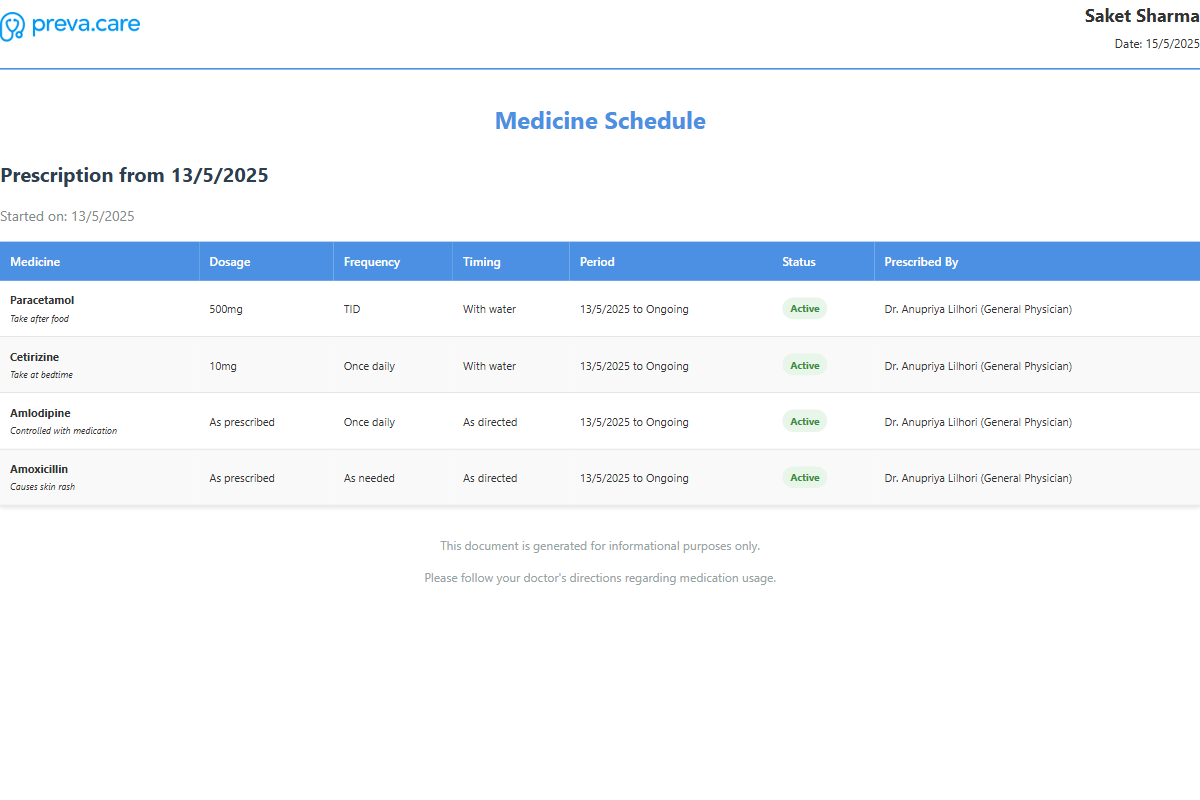 preva.care
Saket Sharma
Date: 15/5/2025
Medicine Schedule
Prescription from 13/5/2025
Started on: 13/5/2025
Medicine Dosage Frequency Timing Period Status Prescribed By
Paracetamol
Take after food
500mg TID With water 13/5/2025 to Ongoing Active Dr. Anupriya Lilhori (General Physician)
Cetirizine
Take at bedtime
10mg Once daily With water 13/5/2025 to Ongoing Active Dr. Anupriya Lilhori (General Physician)
Amlodipine
Controlled with medication
As prescribed Once daily As directed 13/5/2025 to Ongoing Active Dr. Anupriya Lilhori (General Physician)
Amoxicillin
Causes skin rash
As prescribed As needed As directed 13/5/2025 to Ongoing Active Dr. Anupriya Lilhori (General Physician)
This document is generated for informational purposes only.
Please follow your doctor's directions regarding medication usage.